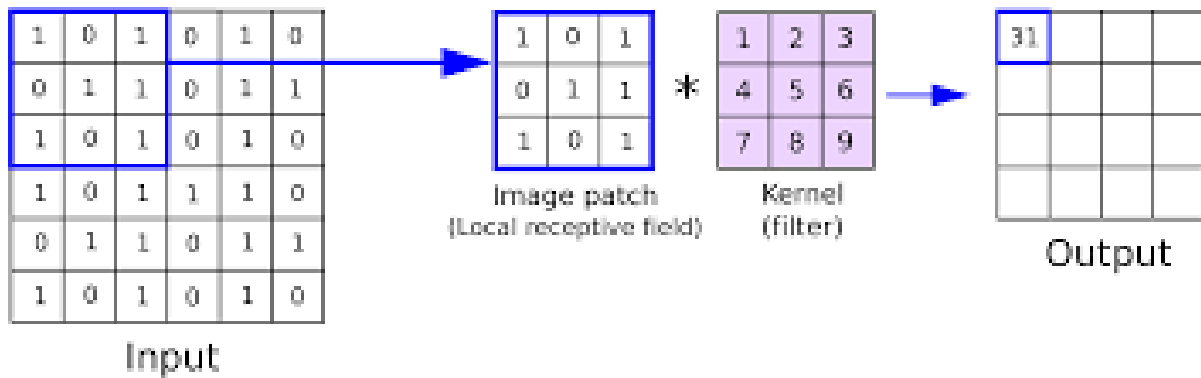 1 0 1 0 1 0
0 1 1 0 1 1
1 0 1 0 1 0
1 0 1 1 1 0
0 1 1 0 1 1
1 0 1 0 1 0
Input
1 0 1
0 1 1
1 0 1
Image patch
(Local receptive field)
*
1 2 3
4 5 6
7 8 9
Kernel
(filter)
31
Output